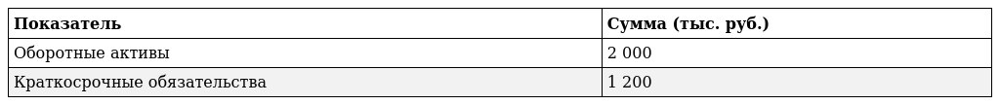 Показатель Сумма (тыс. руб.)
Оборотные активы 2 000
Краткосрочные обязательства 1 200